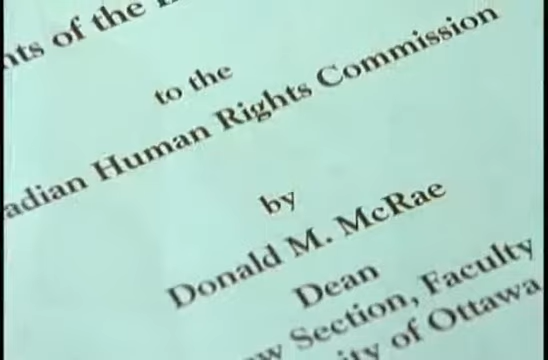 nts of the
to the
adian Human Rights Commission
by
Donald M. McRae
Dean
w Section, Faculty
ity of Ottawa